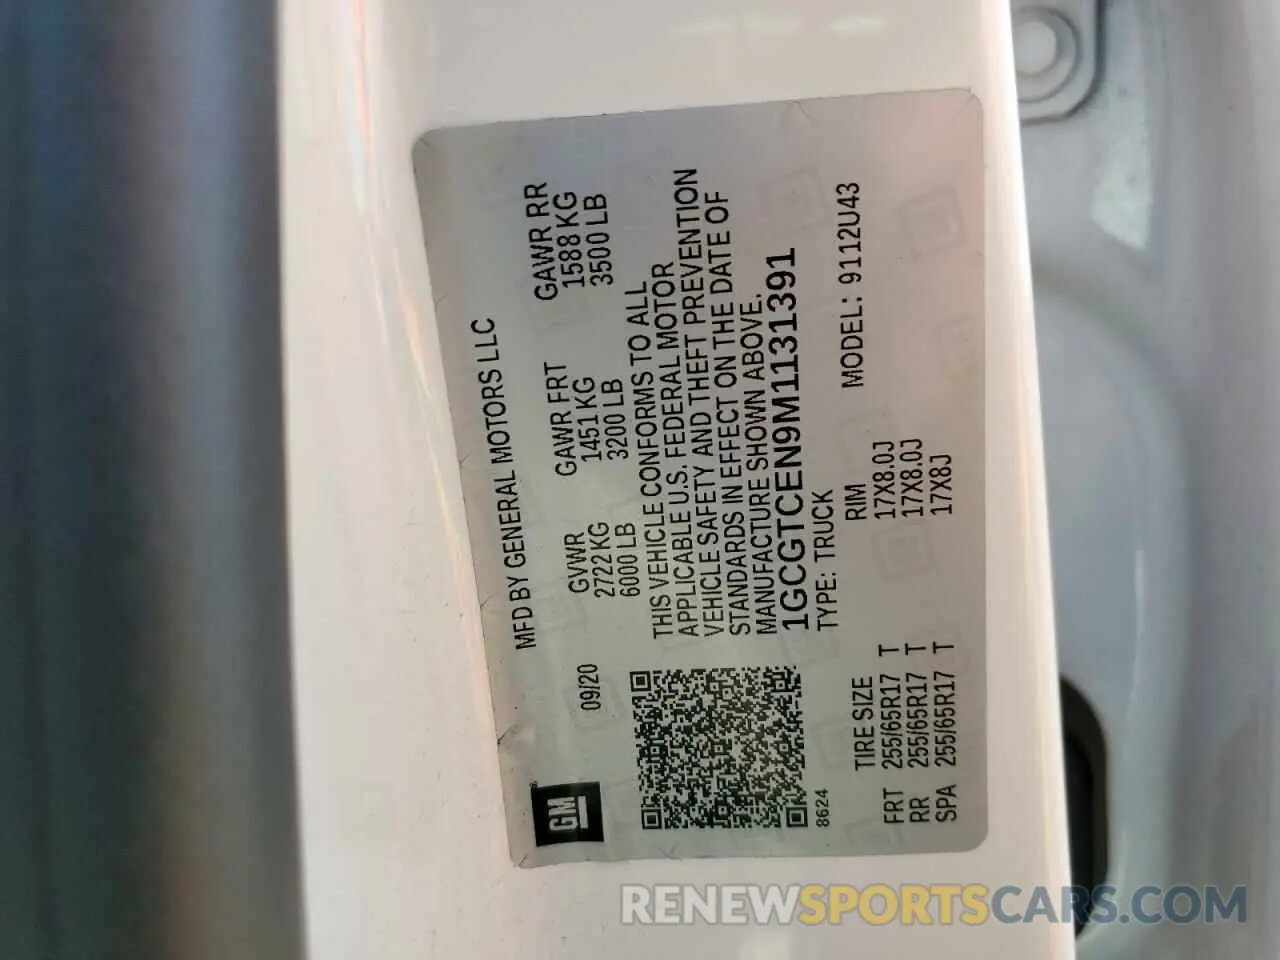 GM
09/20
MFD BY GENERAL MOTORS LLC
GVWR GAWR FRT GAWR RR
2722 KG 1451 KG 1588 KG
6000 LB 3200 LB 3500 LB
THIS VEHICLE CONFORMS TO ALL
APPLICABLE U.S. FEDERAL MOTOR
VEHICLE SAFETY AND THEFT PREVENTION
STANDARDS IN EFFECT ON THE DATE OF
MANUFACTURE SHOWN ABOVE.
1GCGTCEN9M1131391
8624
TYPE: TRUCK MODEL: 9112U43
TIRE SIZE RIM
FRT 255/65R17 T 17X8.0J
RR 255/65R17 T 17X8.0J
SPA 255/65R17 T 17X8J
RENEWSPORTSCARS.COM